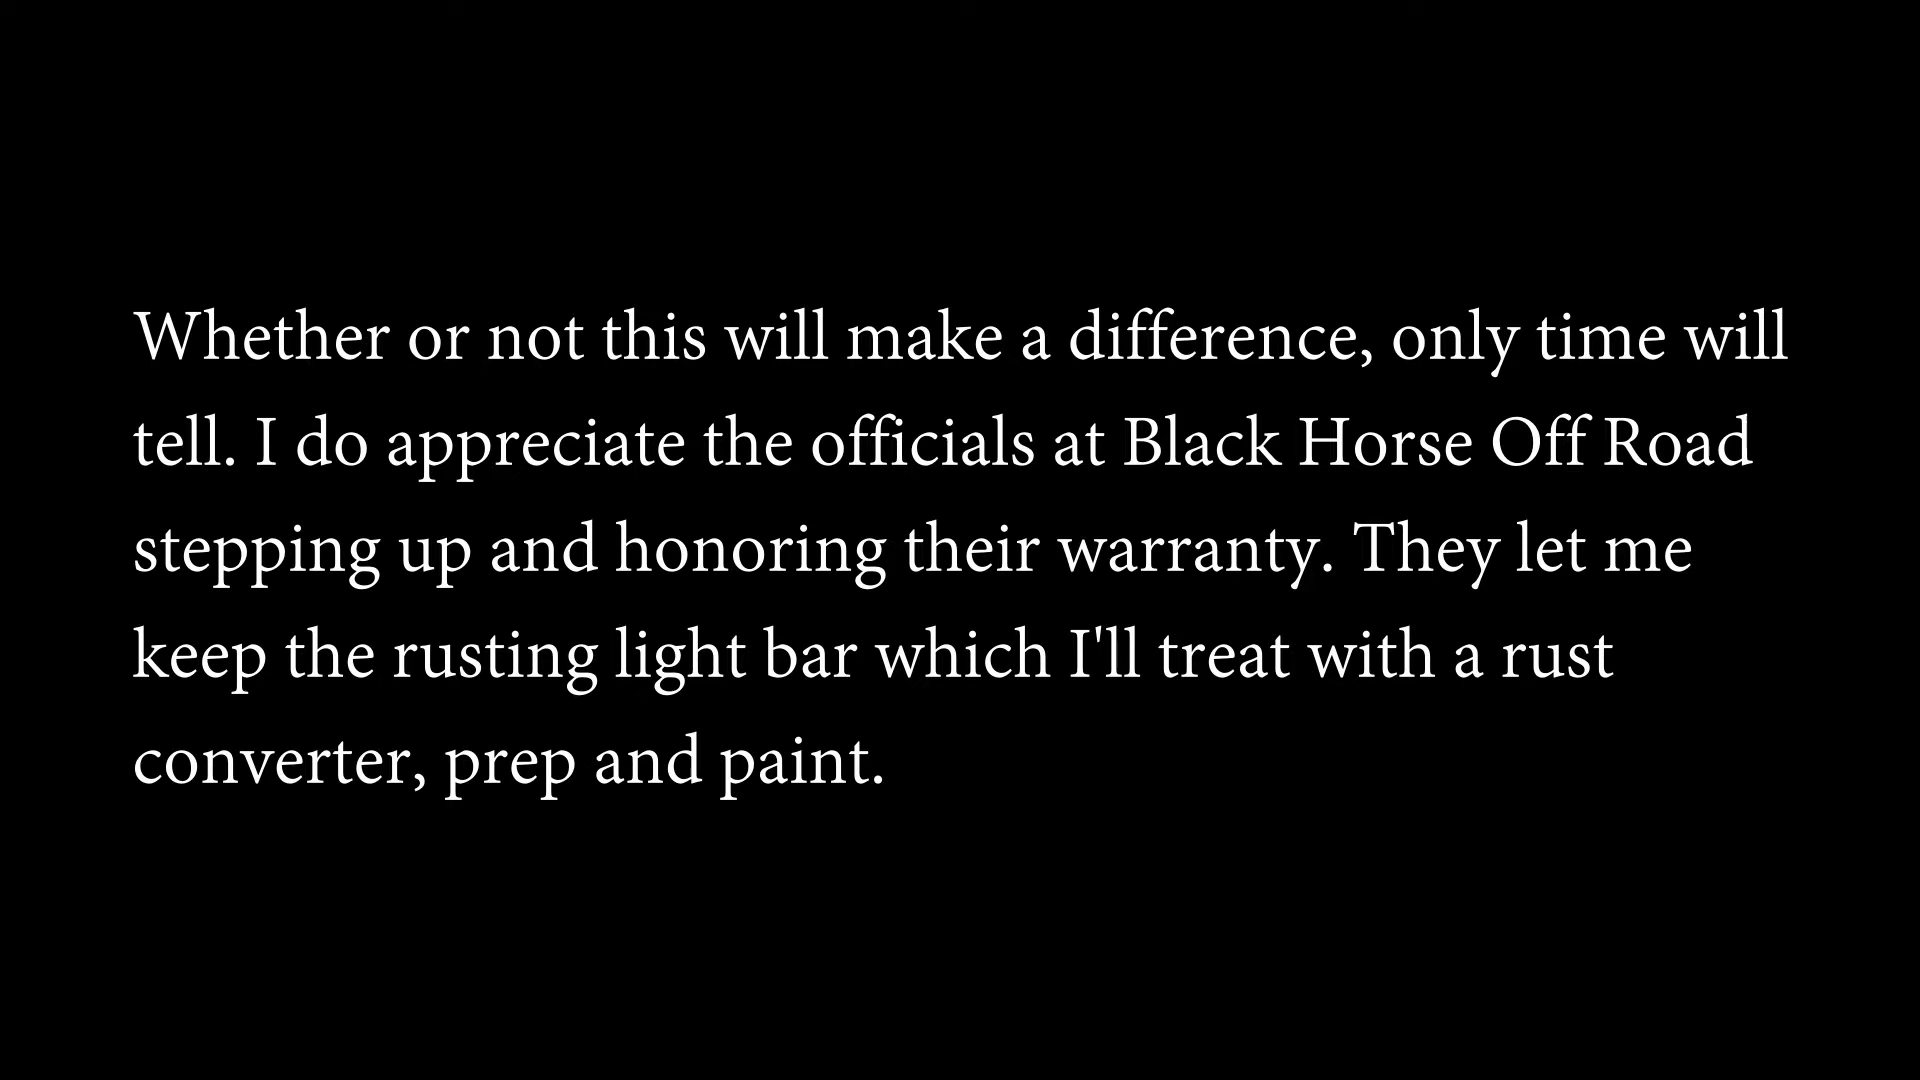 Whether or not this will make a difference, only time will
tell. I do appreciate the officials at Black Horse Off Road
stepping up and honoring their warranty. They let me
keep the rusting light bar which I'll treat with a rust
converter, prep and paint.